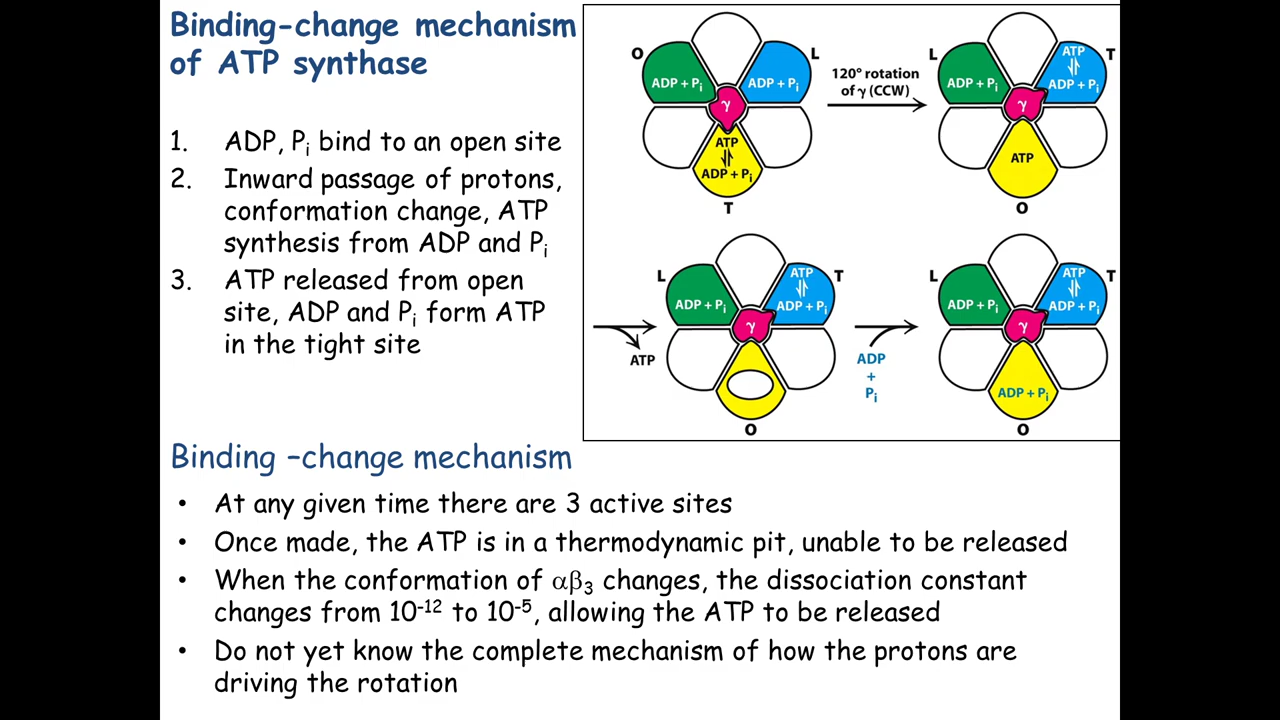 Binding-change mechanism
of ATP synthase
1. ADP, Pi bind to an open site
2. Inward passage of protons,
conformation change, ATP
synthesis from ADP and Pi
3. ATP released from open
site, ADP and Pi form ATP
in the tight site
O
L
ADP + Pi
ADP + Pi
γ
ATP
⇌
ADP + Pi
T
120° rotation
of γ (CCW)
L
T
ADP + Pi
ATP
⇌
ADP + Pi
γ
ATP
O
ATP
L
T
ADP + Pi
ATP
⇌
ADP + Pi
γ
O
ADP
+
Pi
L
T
ADP + Pi
ATP
⇌
ADP + Pi
γ
ADP + Pi
O
Binding –change mechanism
• At any given time there are 3 active sites
• Once made, the ATP is in a thermodynamic pit, unable to be released
• When the conformation of αβ3 changes, the dissociation constant
changes from 10-12 to 10-5, allowing the ATP to be released
• Do not yet know the complete mechanism of how the protons are
driving the rotation